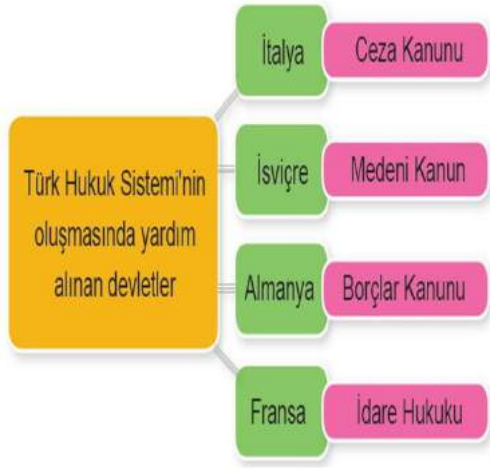 Türk Hukuk Sistemi'nin
oluşmasında yardım
alınan devletler
İtalya
Ceza Kanunu
İsviçre
Medeni Kanun
Almanya
Borçlar Kanunu
Fransa
İdare Hukuku